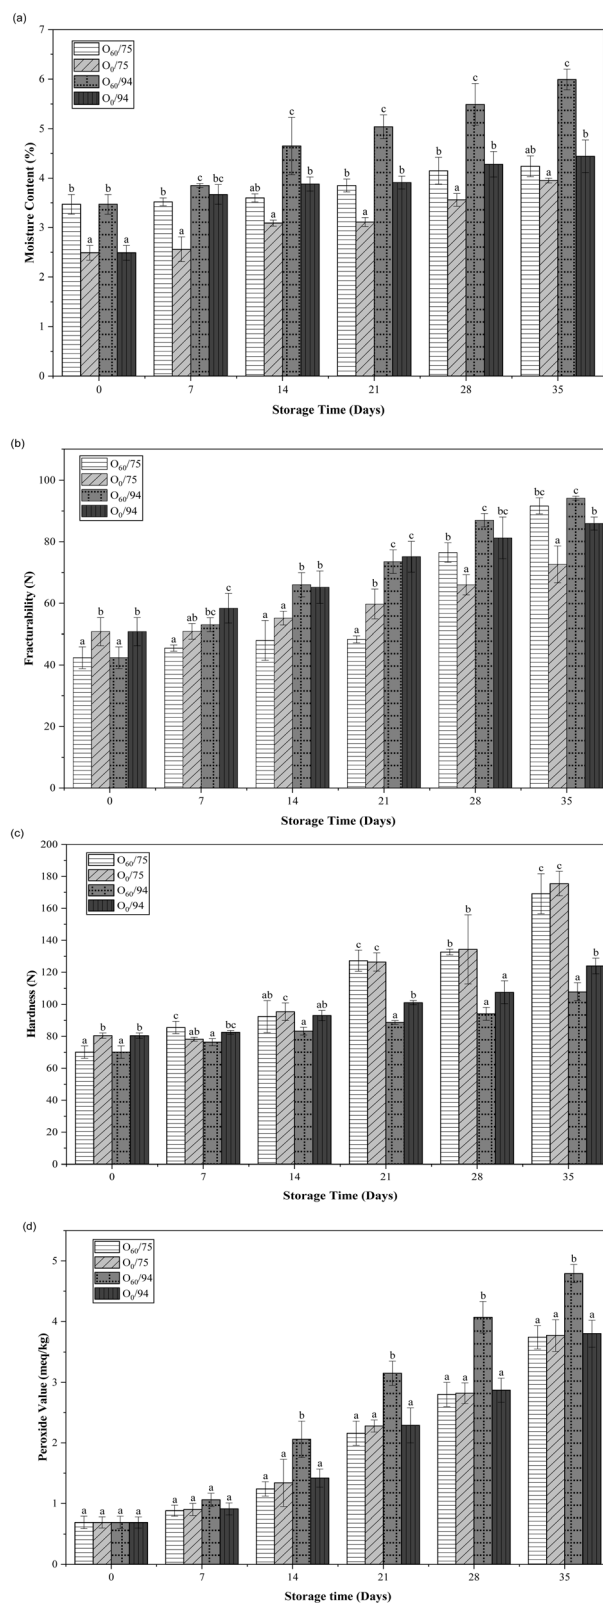 (a)
O60/75
O0/75
O60/94
O0/94
7
6
5
4
3
2
1
0
Moisture Content (%)
b a b a
b a c bc
ab a c b
b a c b
b a c b
ab a c b
0 7 14 21 28 35
Storage Time (Days)
(b)
O60/75
O0/75
O60/94
O0/94
100
80
60
40
20
0
Fracturability (N)
a b a b
a ab bc c
a a b b
a b c c
b a c bc
bc a c b
0 7 14 21 28 35
Storage Time (Days)
(c)
O60/75
O0/75
O60/94
O0/94
200
180
160
140
120
100
80
60
40
20
0
Hardness (N)
a b a b
c ab a bc
ab c a ab
c c a b
b b a a
c c a b
0 7 14 21 28 35
Storage Time (Days)
(d)
O60/75
O0/75
O60/94
O0/94
5
4
3
2
1
0
Peroxide Value (meq/kg)
a a a a
a a a a
a a b a
a a b a
a a b a
a a b a
0 7 14 21 28 35
Storage time (Days)